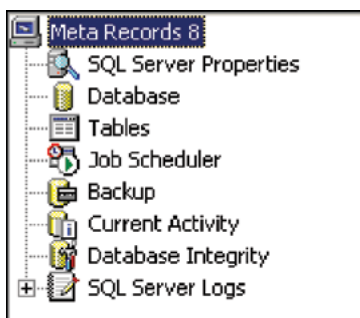 Meta Records 8
SQL Server Properties
Database
Tables
Job Scheduler
Backup
Current Activity
Database Integrity
SQL Server Logs